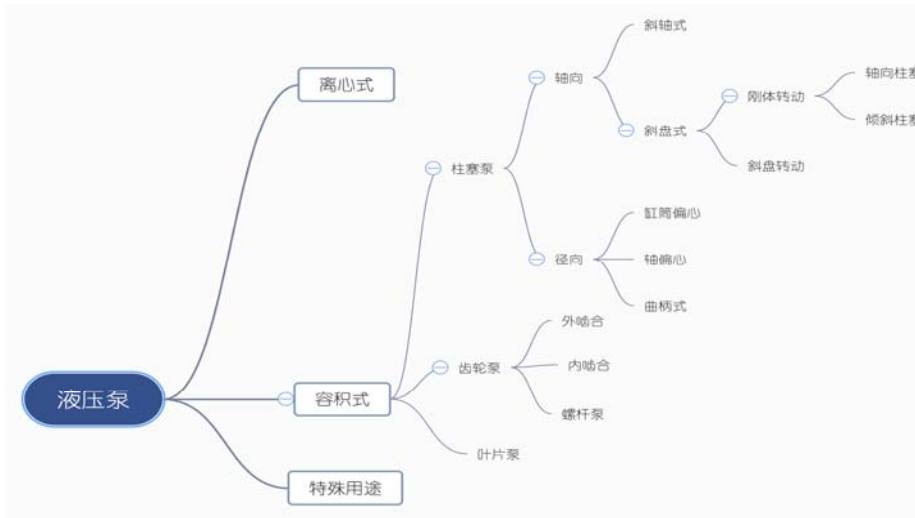 液压泵
离心式
容积式
柱塞泵
轴向
斜轴式
斜盘式
刚体转动
轴向柱塞
倾斜柱塞
斜盘转动
径向
缸筒偏心
轴偏心
曲柄式
齿轮泵
外啮合
内啮合
螺杆泵
叶片泵
特殊用途